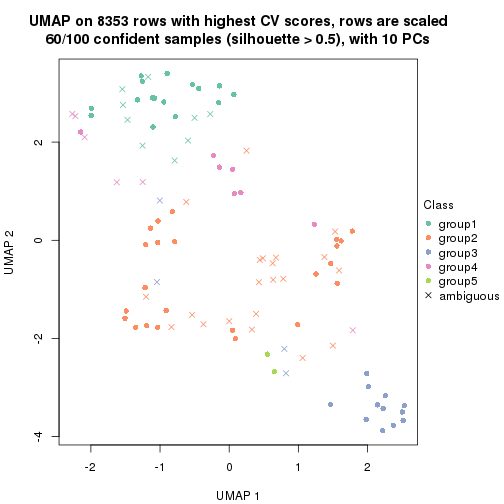 UMAP on 8353 rows with highest CV scores, rows are scaled
60/100 confident samples (silhouette > 0.5), with 10 PCs
2
0
-2
-4
UMAP 2
-2
-1
0
1
2
UMAP 1
Class
group1
group2
group3
group4
group5
ambiguous